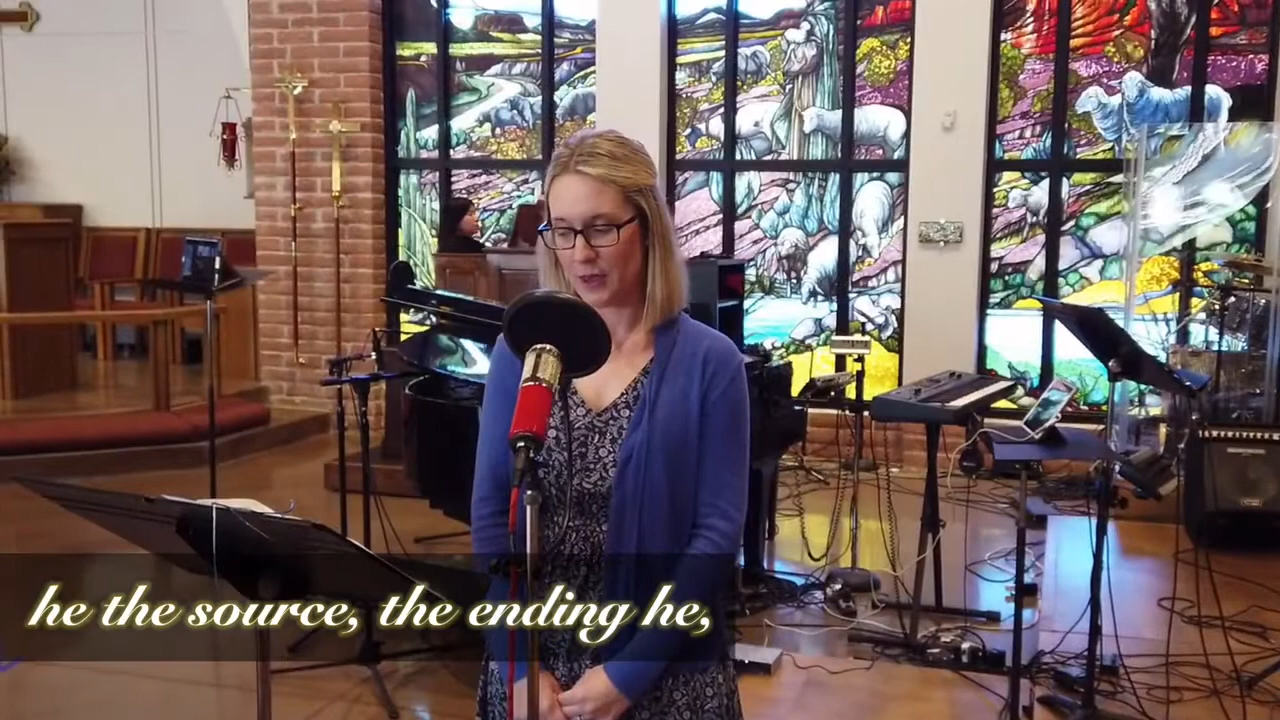 he the source, the ending he,